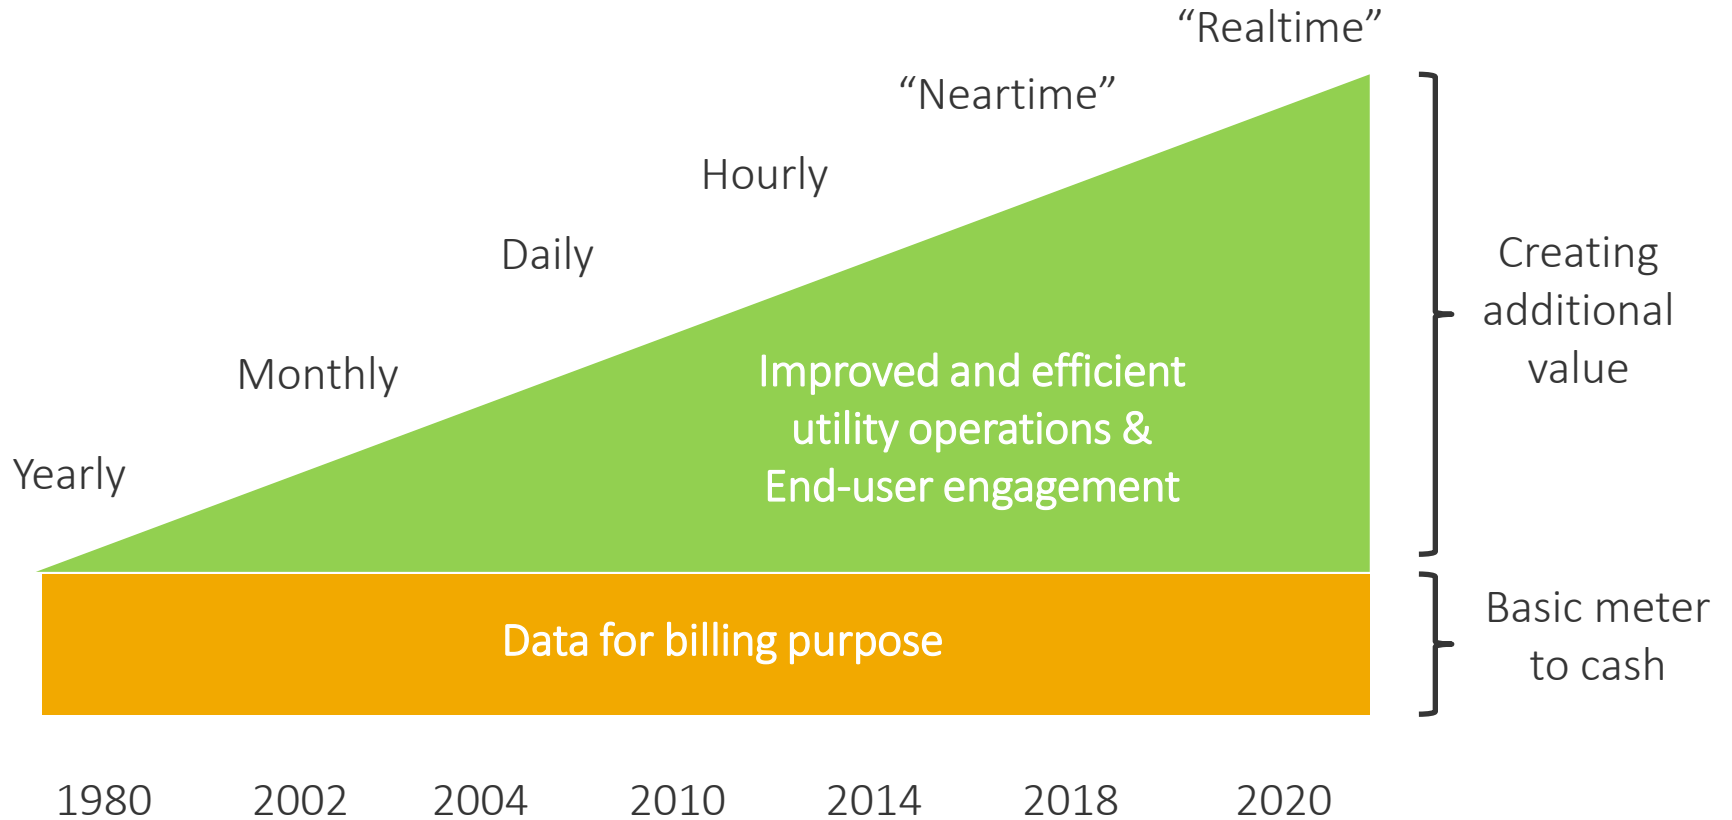 “Realtime”
“Neartime”
Hourly
Daily
Monthly
Yearly
Improved and efficient
utility operations &
End-user engagement
Creating
additional
value
Data for billing purpose
Basic meter
to cash
1980 2002 2004 2010 2014 2018 2020